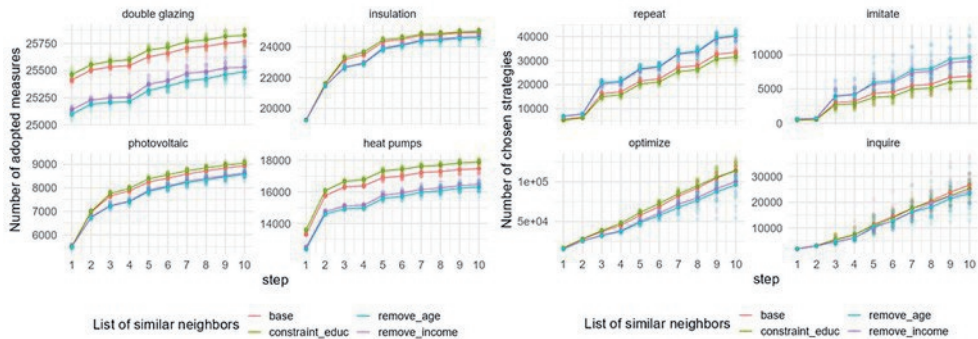 double glazing
insulation
repeat
imitate
Number of adopted measures
25750
25500
25250
25000
24000
22000
20000
Number of chosen strategies
40000
30000
20000
10000
10000
5000
0
photovoltaic
heat pumps
optimize
inquire
9000
8000
7000
6000
18000
16000
14000
1e+05
5e+04
30000
20000
10000
1 2 3 4 5 6 7 8 9 10
1 2 3 4 5 6 7 8 9 10
1 2 3 4 5 6 7 8 9 10
1 2 3 4 5 6 7 8 9 10
step
step
List of similar neighbors
base
constraint_educ
remove_age
remove_income
List of similar neighbors
base
constraint_educ
remove_age
remove_income